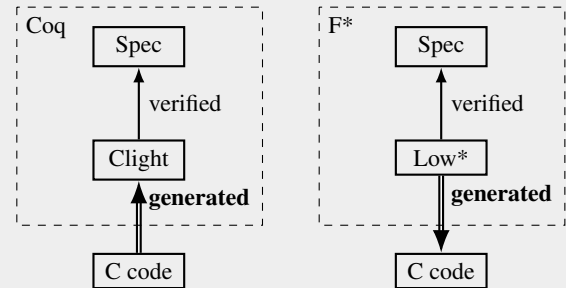 Coq
Spec
verified
Clight
generated
C code
F*
Spec
verified
Low*
generated
C code